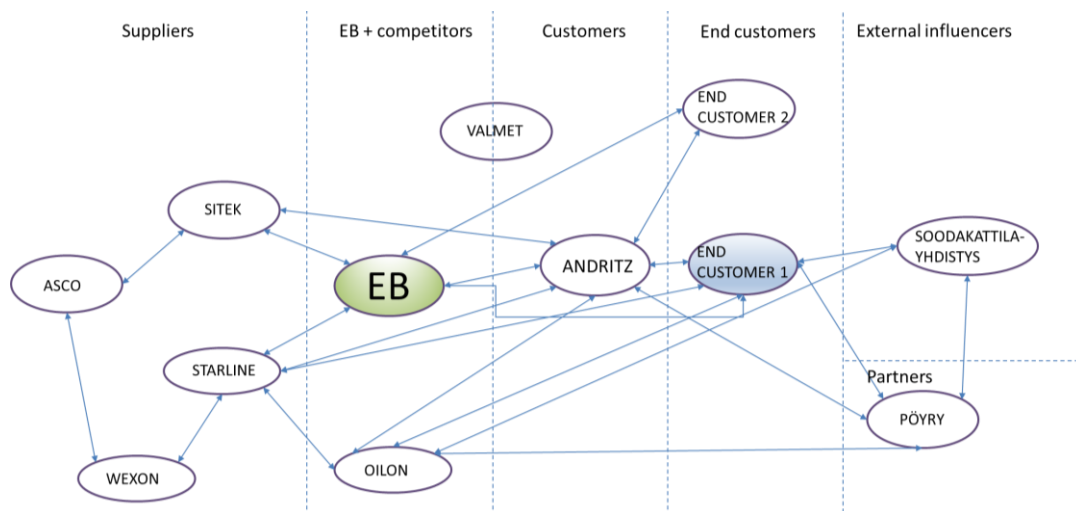 Suppliers
EB + competitors
Customers
End customers
External influencers
END
CUSTOMER 2
VALMET
SITEK
SOODAKATTILA-
YHDISTYS
ANDRITZ
END
CUSTOMER 1
ASCO
EB
STARLINE
Partners
PÖYRY
OILON
WEXON